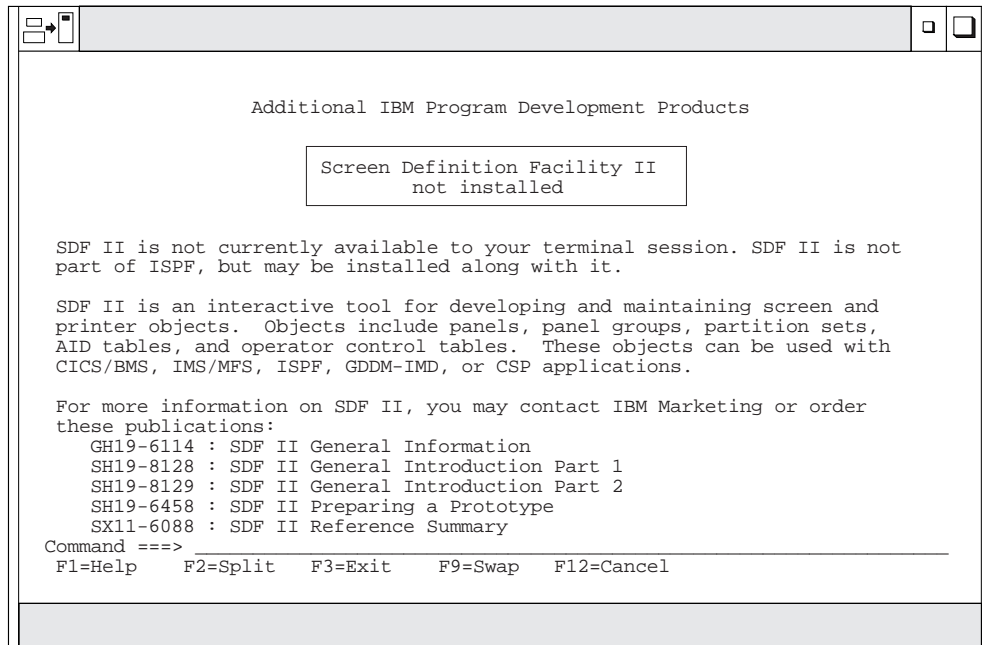 Additional IBM Program Development Products
Screen Definition Facility II
not installed
SDF II is not currently available to your terminal session. SDF II is not
part of ISPF, but may be installed along with it.
SDF II is an interactive tool for developing and maintaining screen and
printer objects.  Objects include panels, panel groups, partition sets,
AID tables, and operator control tables.  These objects can be used with
CICS/BMS, IMS/MFS, ISPF, GDDM-IMD, or CSP applications.
For more information on SDF II, you may contact IBM Marketing or order
these publications:
GH19-6114 : SDF II General Information
SH19-8128 : SDF II General Introduction Part 1
SH19-8129 : SDF II General Introduction Part 2
SH19-6458 : SDF II Preparing a Prototype
SX11-6088 : SDF II Reference Summary
Command ===> ________________________________________________________________
F1=Help    F2=Split   F3=Exit    F9=Swap   F12=Cancel